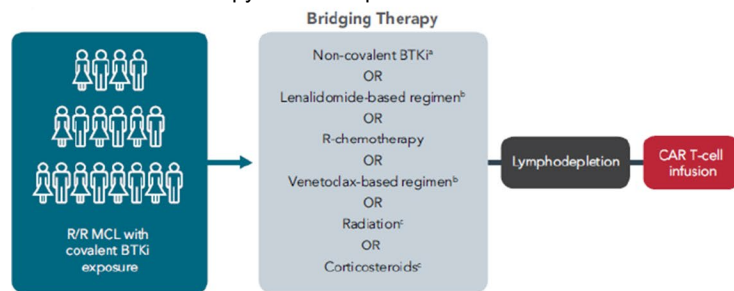 Bridging Therapy
R/R MCL with
covalent BTKi
exposure
Non-covalent BTKiᵃ
OR
Lenalidomide-based regimenᵇ
OR
R-chemotherapy
OR
Venetoclax-based regimenᵇ
OR
Radiationᶜ
OR
Corticosteroidsᶜ
Lymphodepletion
CAR T-cell
infusion